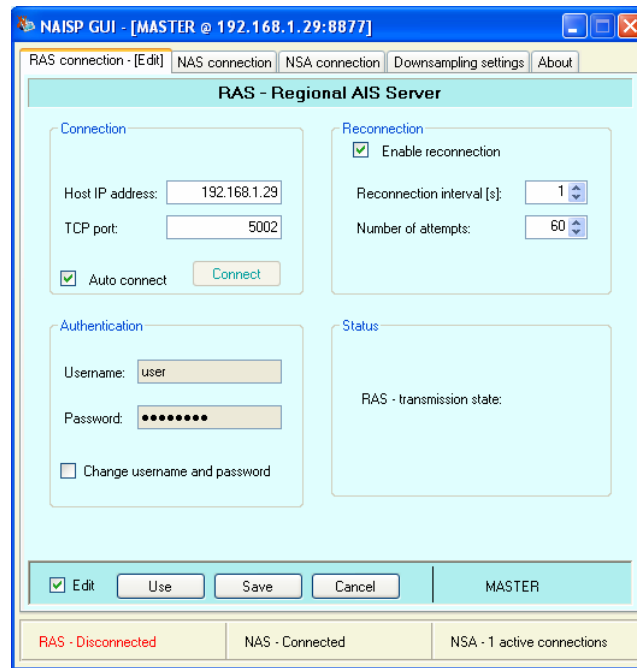 NAISP GUI - [MASTER @ 192.168.1.29:8877]
RAS connection - [Edit] NAS connection NSA connection Downsampling settings About
RAS - Regional AIS Server
Connection
Host IP address: 192.168.1.29
TCP port: 5002
Auto connect Connect
Reconnection
Enable reconnection
Reconnection interval [s]: 1
Number of attempts: 60
Authentication
Username: user
Password: ●●●●●●●●
Change username and password
Status
RAS - transmission state:
Edit Use Save Cancel MASTER
RAS - Disconnected NAS - Connected NSA - 1 active connections